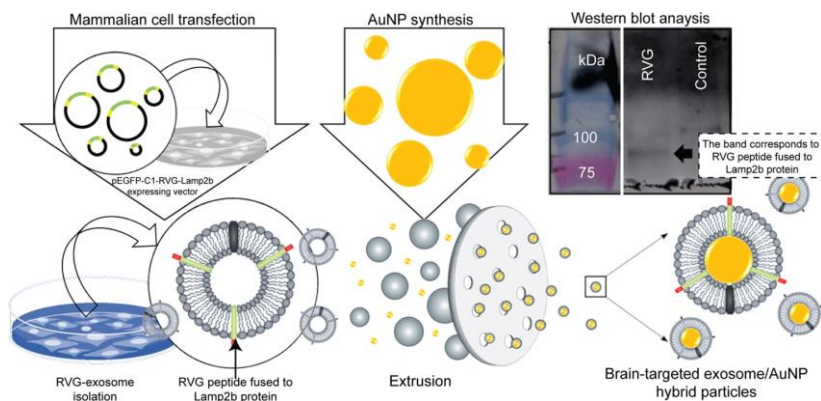 Mammalian cell transfection
AuNP synthesis
Western blot anaysis
kDa
RVG
Control
100
75
The band corresponds to
RVG peptide fused to
Lamp2b protein
pEGFP-C1-RVG-Lamp2b
expressing vector
RVG-exosome
isolation
RVG peptide fused to
Lamp2b protein
Extrusion
Brain-targeted exosome/AuNP
hybrid particles